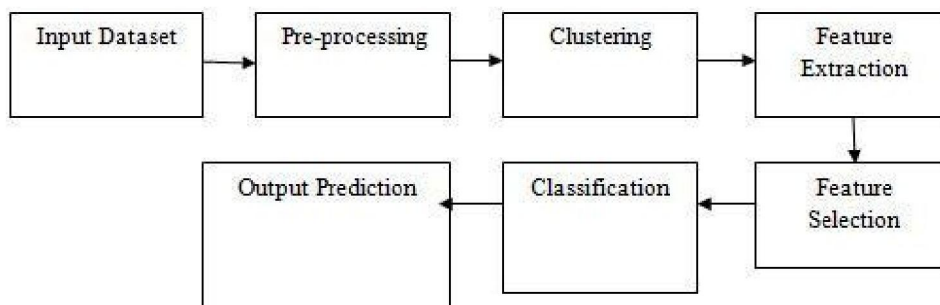 Input Dataset
Pre-processing
Clustering
Feature
Extraction
Output Prediction
Classification
Feature
Selection